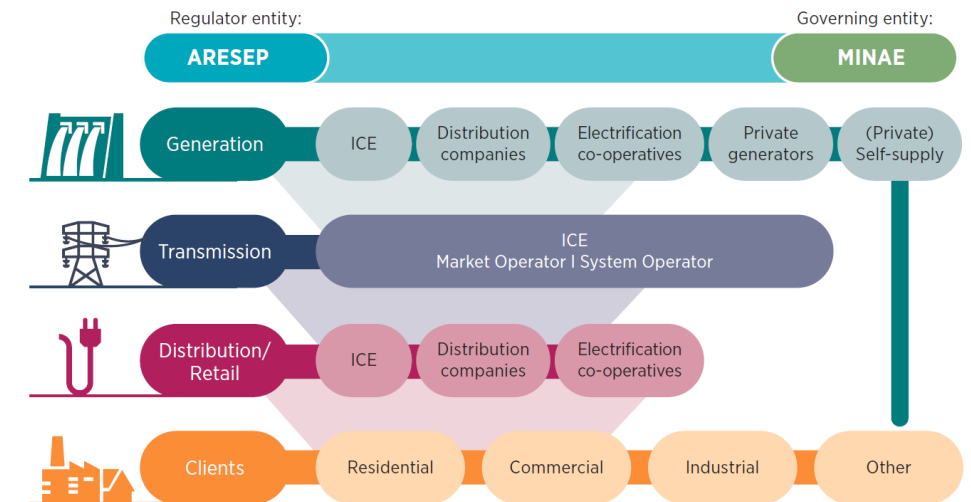 Regulator entity:
Governing entity:
ARESEP
MINAE
Generation
ICE
Distribution
companies
Electrification
co-operatives
Private
generators
(Private)
Self-supply
Transmission
ICE
Market Operator I System Operator
Distribution/
Retail
ICE
Distribution
companies
Electrification
co-operatives
Clients
Residential
Commercial
Industrial
Other